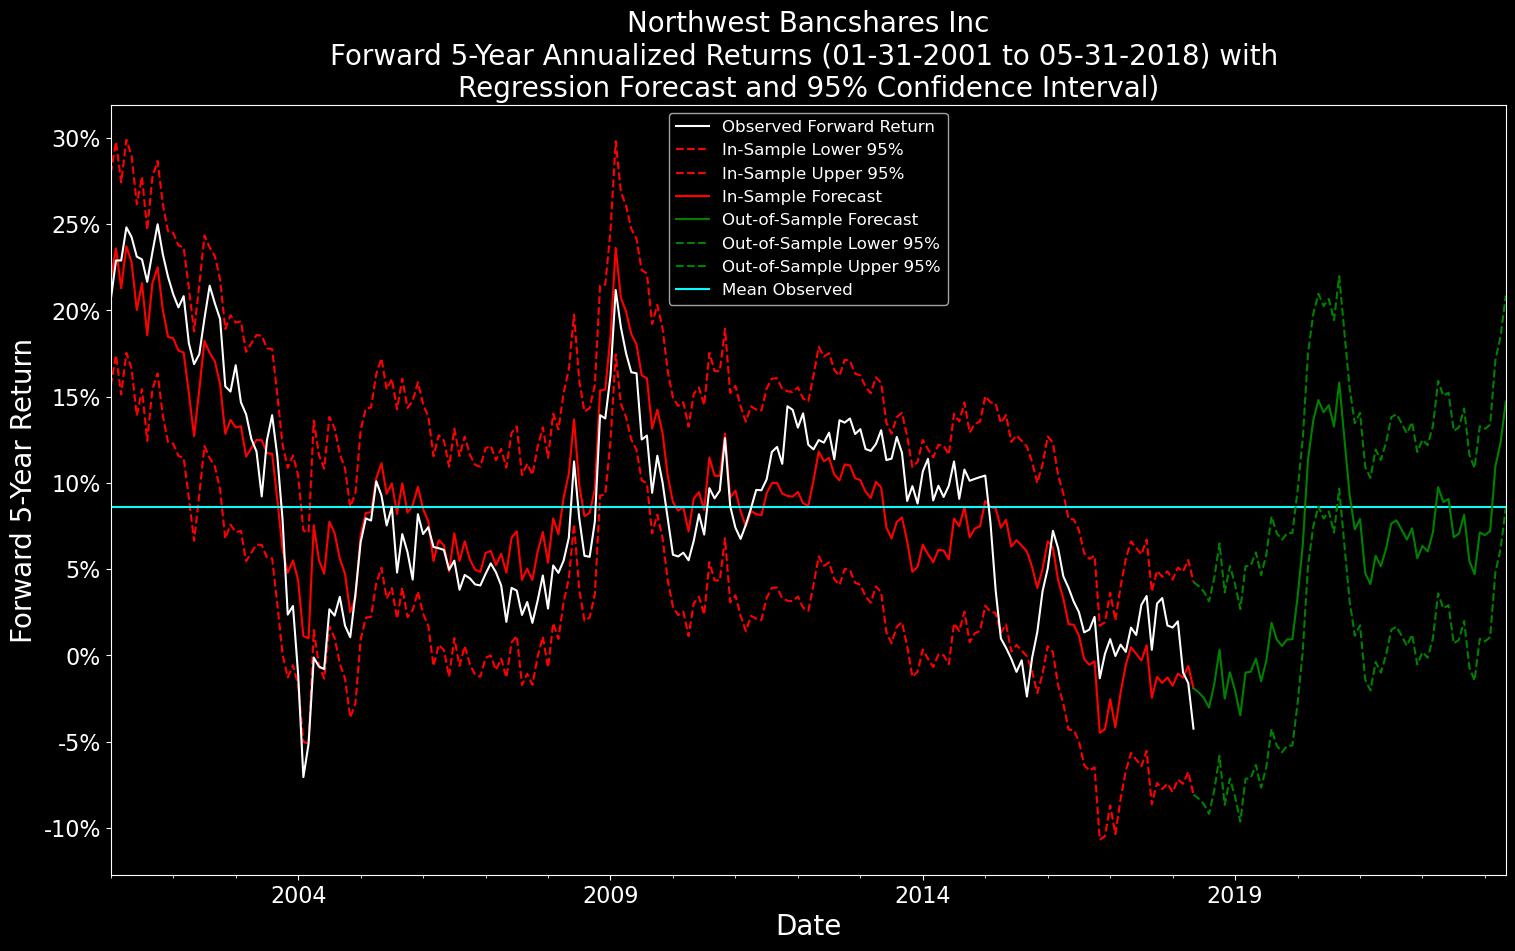 Northwest Bancshares Inc
Forward 5-Year Annualized Returns (01-31-2001 to 05-31-2018) with
Regression Forecast and 95% Confidence Interval)
Observed Forward Return
In-Sample Lower 95%
In-Sample Upper 95%
In-Sample Forecast
Out-of-Sample Forecast
Out-of-Sample Lower 95%
Out-of-Sample Upper 95%
Mean Observed
Forward 5-Year Return
30%
25%
20%
15%
10%
5%
0%
-5%
-10%
2004
2009
2014
2019
Date